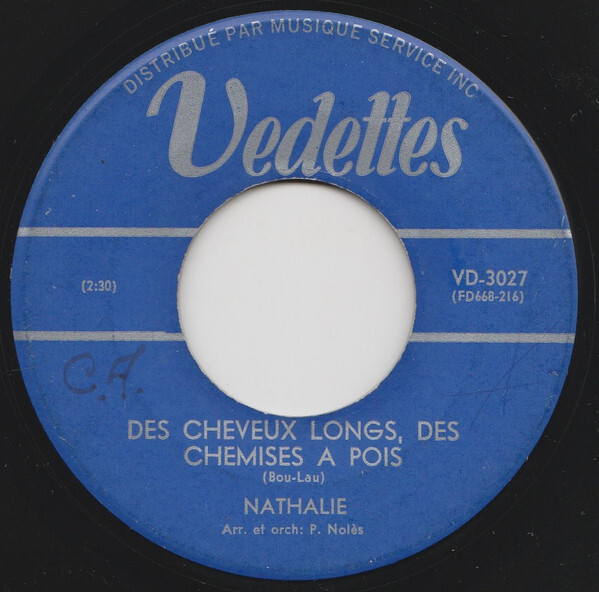 DISTRIBUÉ PAR MUSIQUE SERVICE INC
Vedettes
(2:30)
VD-3027
(FD668-216)
C.A.
DES CHEVEUX LONGS, DES
CHEMISES A POIS
(Bou-Lau)
NATHALIE
Arr. et orch: P. Nolès